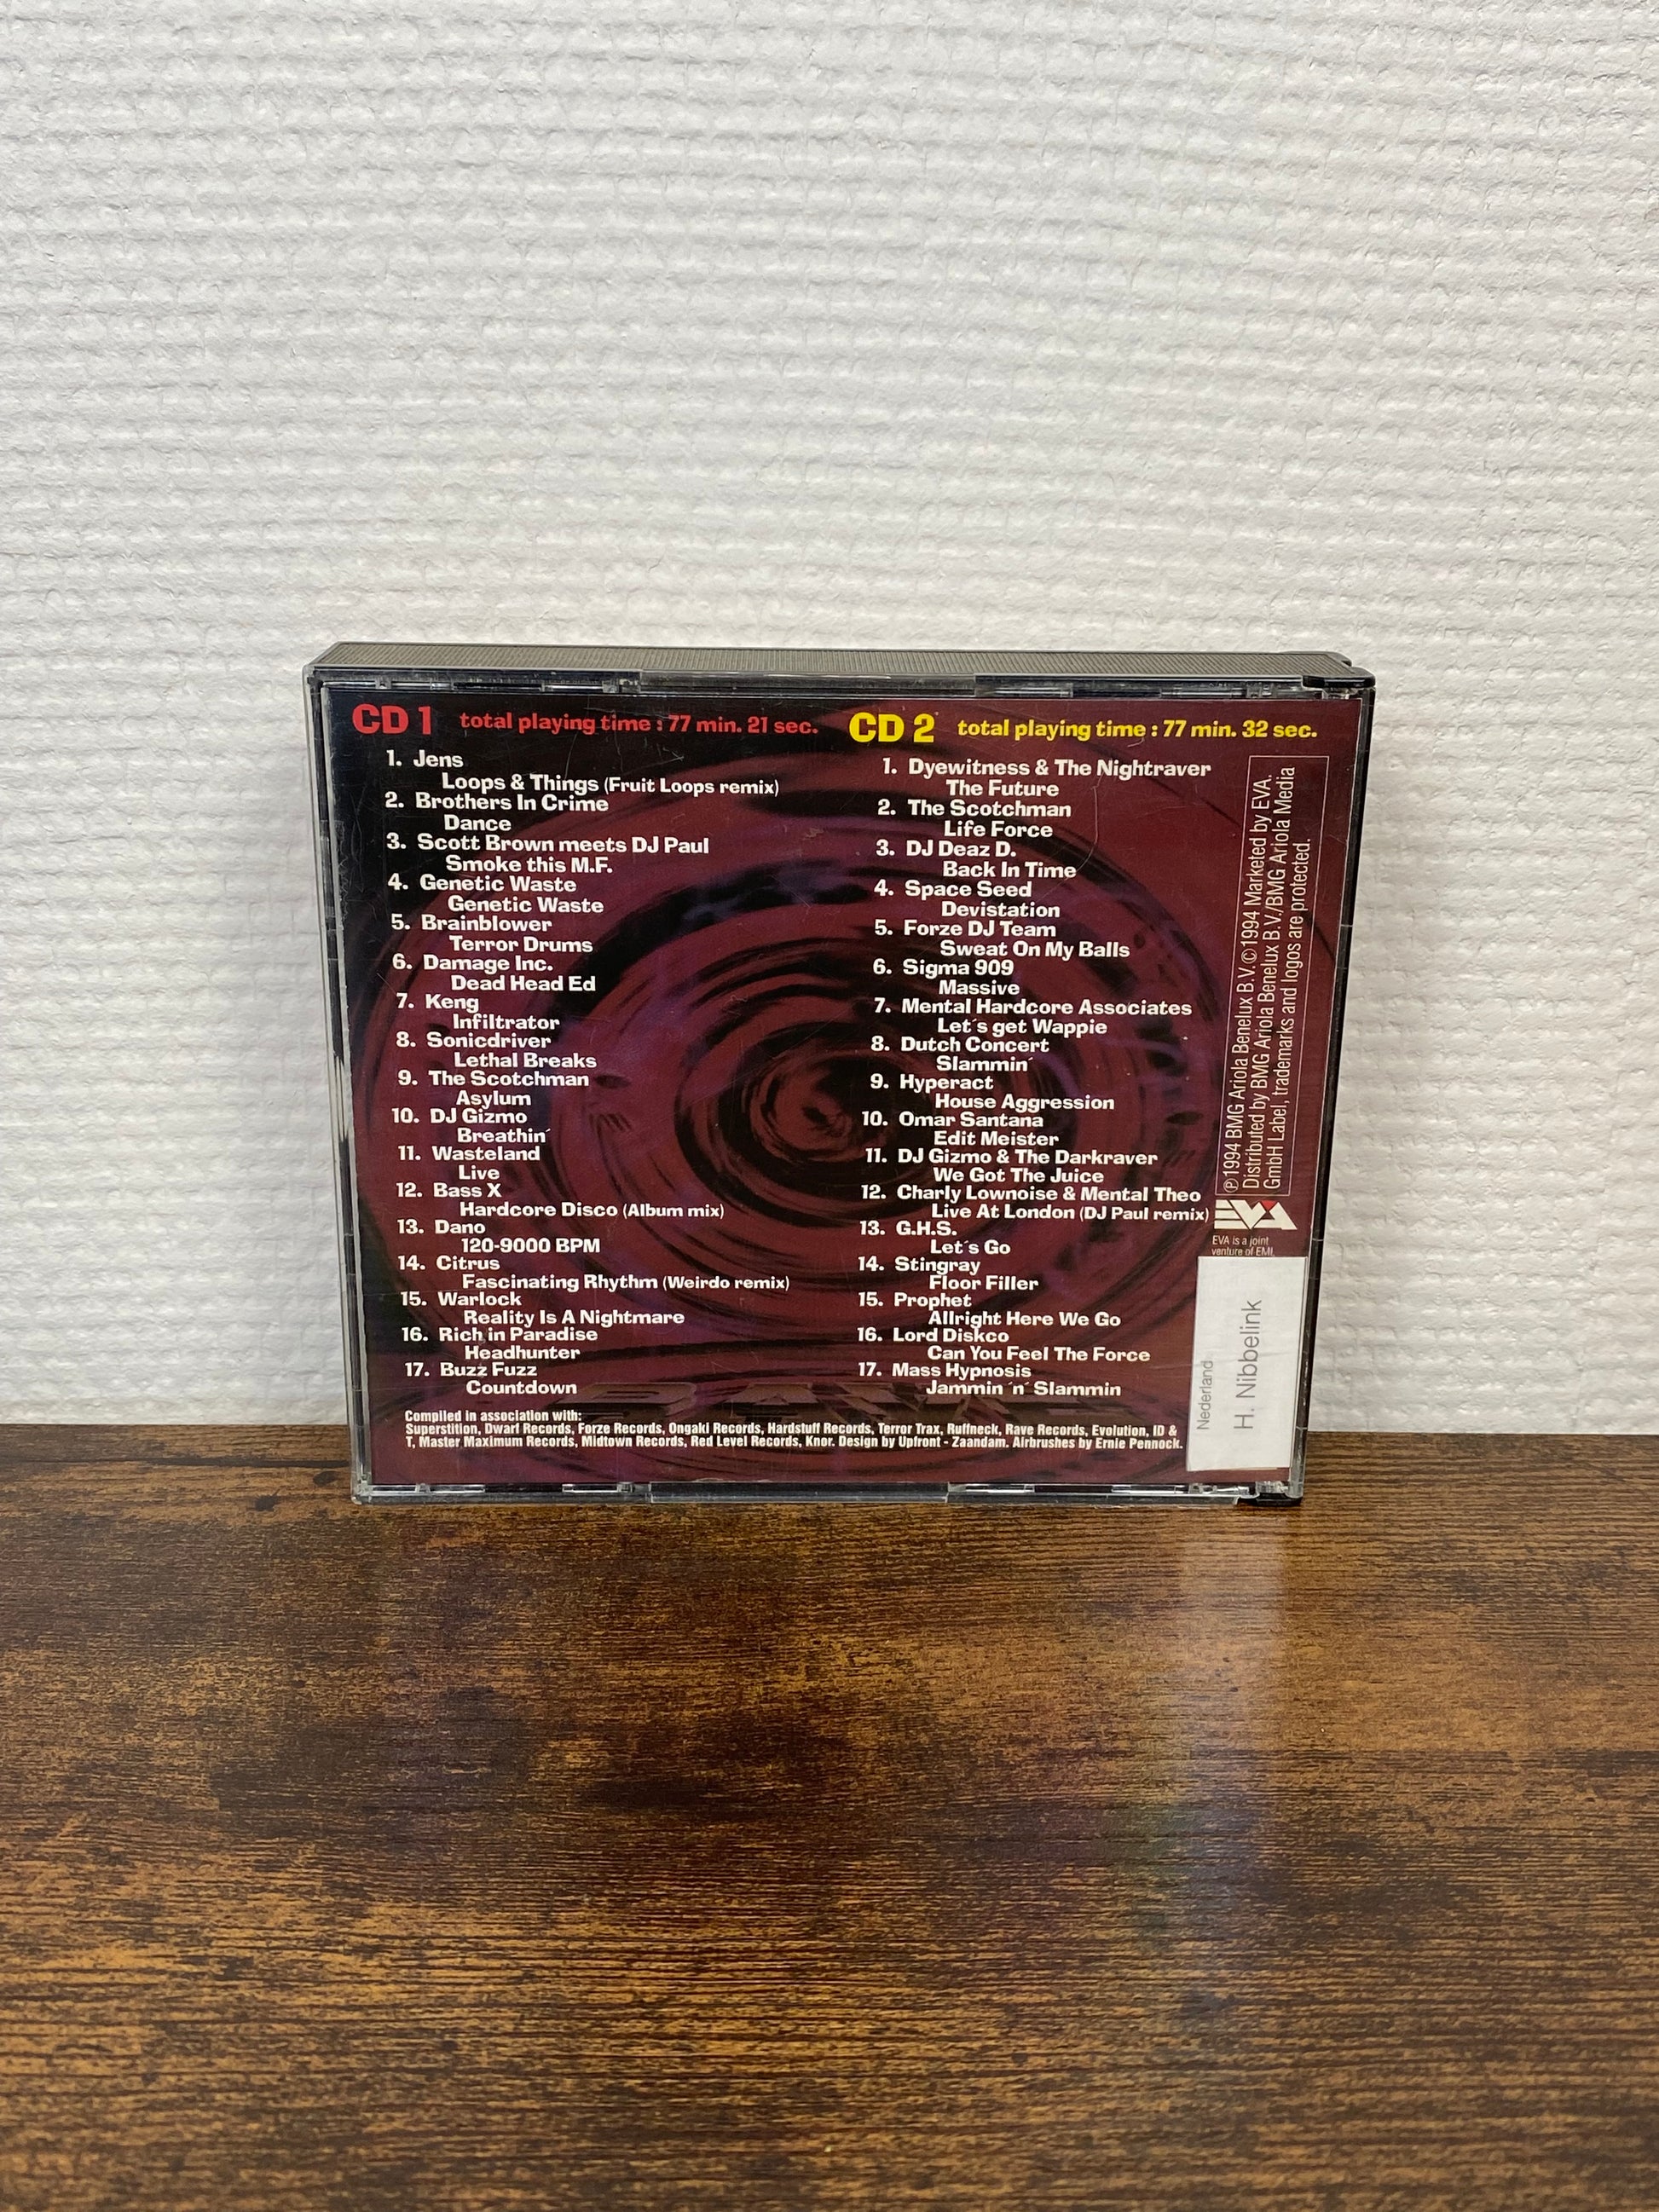 CD 1 total playing time : 77 min. 21 sec.
1. Jens
Loops & Things (Fruit Loops remix)
2. Brothers In Crime
Dance
3. Scott Brown meets DJ Paul
Smoke this M.F.
4. Genetic Waste
Genetic Waste
5. Brainblower
Terror Drums
6. Damage Inc.
Dead Head Ed
7. Keng
Infiltrator
8. Sonicdriver
Lethal Breaks
9. The Scotchman
Asylum
10. DJ Gizmo
Breathin´
11. Wasteland
Live
12. Bass X
Hardcore Disco (Album mix)
13. Dano
120-9000 BPM
14. Citrus
Fascinating Rhythm (Weirdo remix)
15. Warlock
Reality Is A Nightmare
16. Rich in Paradise
Headhunter
17. Buzz Fuzz
Countdown
CD 2 total playing time : 77 min. 32 sec.
1. Dyewitness & The Nightraver
The Future
2. The Scotchman
Life Force
3. DJ Deaz D.
Back In Time
4. Space Seed
Devistation
5. Forze DJ Team
Sweat On My Balls
6. Sigma 909
Massive
7. Mental Hardcore Associates
Let´s get Wappie
8. Dutch Concert
Slammin´
9. Hyperact
House Aggression
10. Omar Santana
Edit Meister
11. DJ Gizmo & The Darkraver
We Got The Juice
12. Charly Lownoise & Mental Theo
Live At London (DJ Paul remix)
13. G.H.S.
Let´s Go
14. Stingray
Floor Filler
15. Prophet
Allright Here We Go
16. Lord Diskco
Can You Feel The Force
17. Mass Hypnosis
Jammin ´n´ Slammin
Compiled in association with:
Superstition, Dwarf Records, Forze Records, Ongaki Records, Hardstuff Records, Terror Trax, Ruffneck, Rave Records, Evolution, ID &
T, Master Maximum Records, Midtown Records, Red Level Records, Knor. Design by Upfront - Zaandam. Airbrushes by Ernie Pennock.
℗1994 BMG Ariola Benelux B.V.©1994 Marketed by EVA.
Distributed by BMG Ariola Benelux B.V./BMG Ariola Media
GmbH Label, trademarks and logos are protected.
EVA
EVA is a joint
venture of EMI,
Nederland
H. Nibbelink